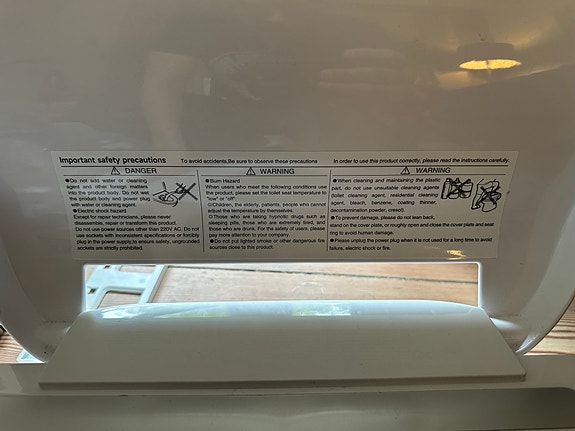 Important safety precautions To avoid accidents,Be sure to observe these precautions In order to use this product correctly, please read the instructions carefully.
DANGER
●Do not add water or cleaning
agent and other foreign matters
into the product body. Do not wet
the product body and power plug
with water or cleaning agent.
●Electric shock hazard
Except for repair technicians, please never
disassemble, repair or transform this product.
Do not use power sources other than 220V AC. Do not
use sockets with inconsistent specifications or forcibly
plug in the power supply.to ensure safety, ungrounded
sockets are strictly prohibited.
WARNING
●Burn Hazard
When users who meet the following conditions use
the product, please set the toilet seat temperature to
"low" or "off".
○Children, the elderly, patients, people who cannot
adjust the temperature by themselves.
○Those who are taking hypnotic drugs such as
sleeping pills, those who are extremely tired, and
those who are drunk. For the safety of users; please
pay more attention to your company.
●Do not put lighted smoke or other dangerous fire
sources close to this product.
WARNING
●When cleaning and maintaining the plastic
part, do not use unsuitable cleaning agents
(toilet cleaning agent, residential cleaning
agent, bleach, benzene, coating thinner,
decontamination powder, creosol).
●To prevent damage, please do not lean back,
stand on the cover plate, or roughly open and close the cover plate and seat
ring to avoid human damage.
●Please unplug the power plug when it is not used for a long time to avoid
failure, electric shock or fire.